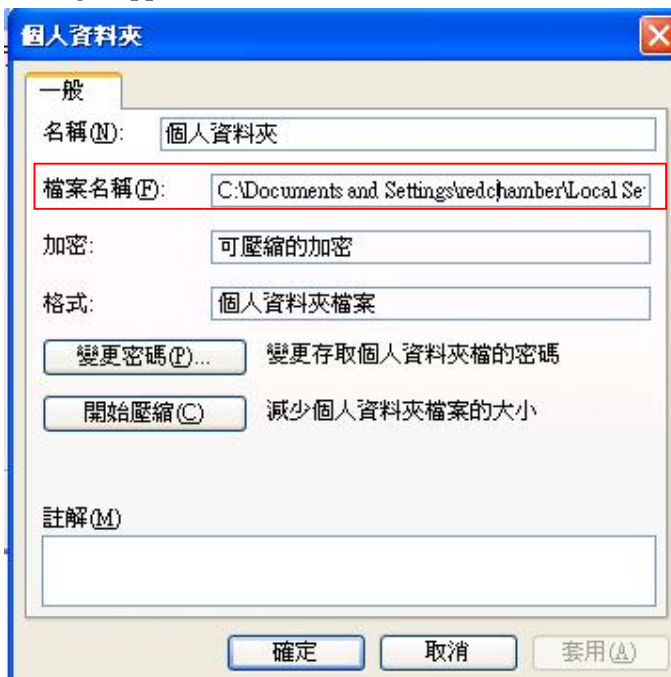 個人資料夾
一般
名稱(N): 個人資料夾
檔案名稱(F): C:\Documents and Settings\redchamber\Local Se
加密: 可壓縮的加密
格式: 個人資料夾檔案
變更密碼(P)... 變更存取個人資料夾檔的密碼
開始壓縮(C) 減少個人資料夾檔案的大小
註解(M)
確定 取消 套用(A)